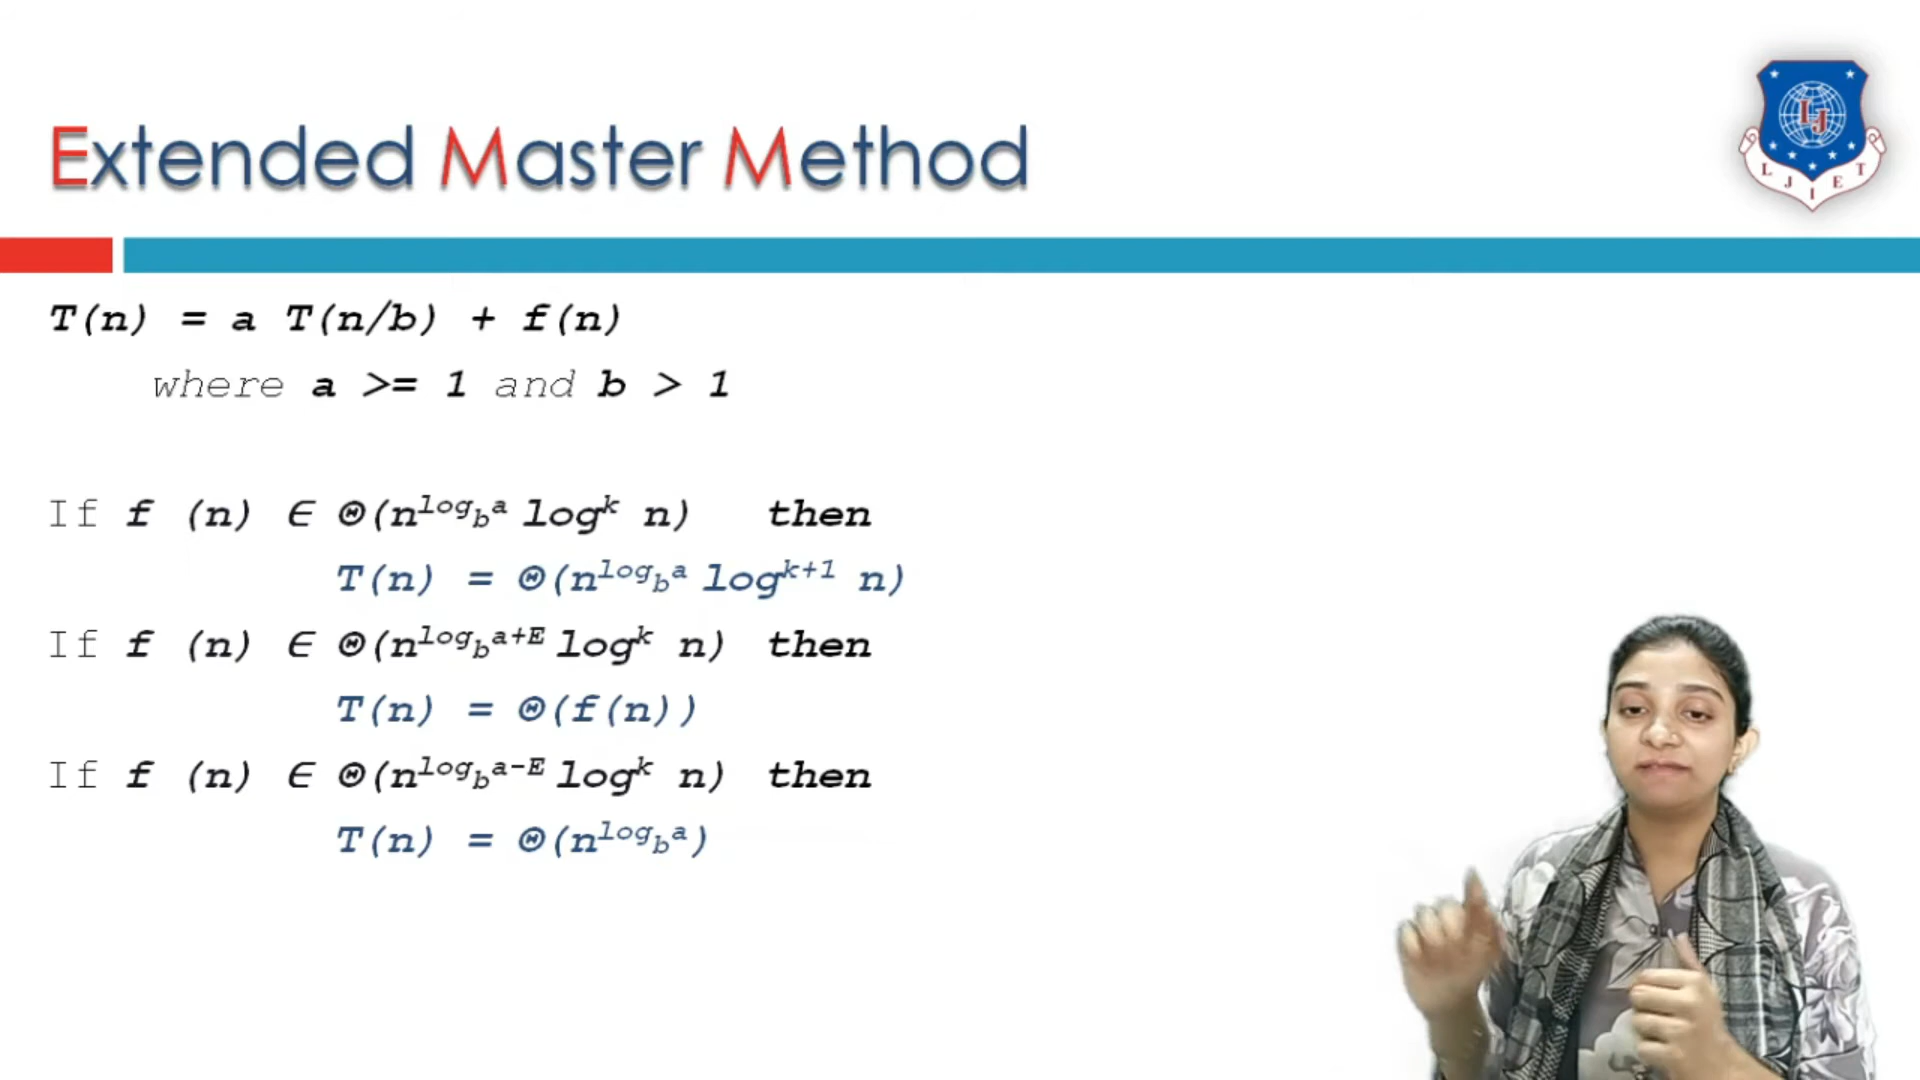 Extended Master Method
LJ
L J I E T
T(n) = a T(n/b) + f(n)
where a >= 1 and b > 1
If f (n) ∈ Θ(n^{log_b a} log^k n) then
T(n) = Θ(n^{log_b a} log^{k+1} n)
If f (n) ∈ Θ(n^{log_b a+E} log^k n) then
T(n) = Θ(f(n))
If f (n) ∈ Θ(n^{log_b a-E} log^k n) then
T(n) = Θ(n^{log_b a})